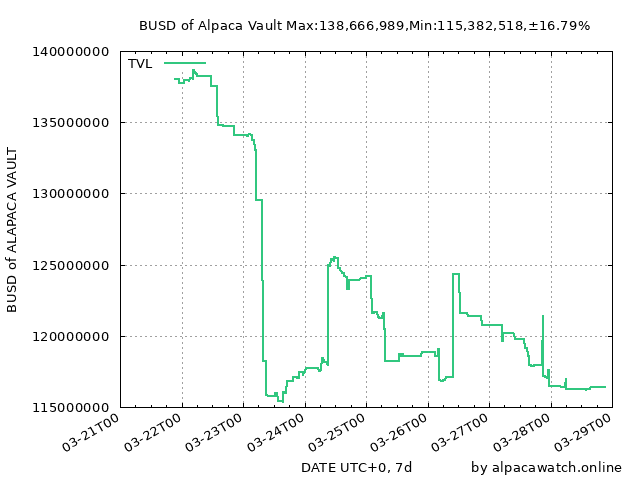 BUSD of Alpaca Vault Max:138,666,989,Min:115,382,518,±16.79%
TVL
140000000
135000000
130000000
125000000
120000000
115000000
BUSD of ALAPACA VAULT
03-21T00
03-22T00
03-23T00
03-24T00
03-25T00
03-26T00
03-27T00
03-28T00
03-29T00
DATE UTC+0, 7d
by alpacawatch.online